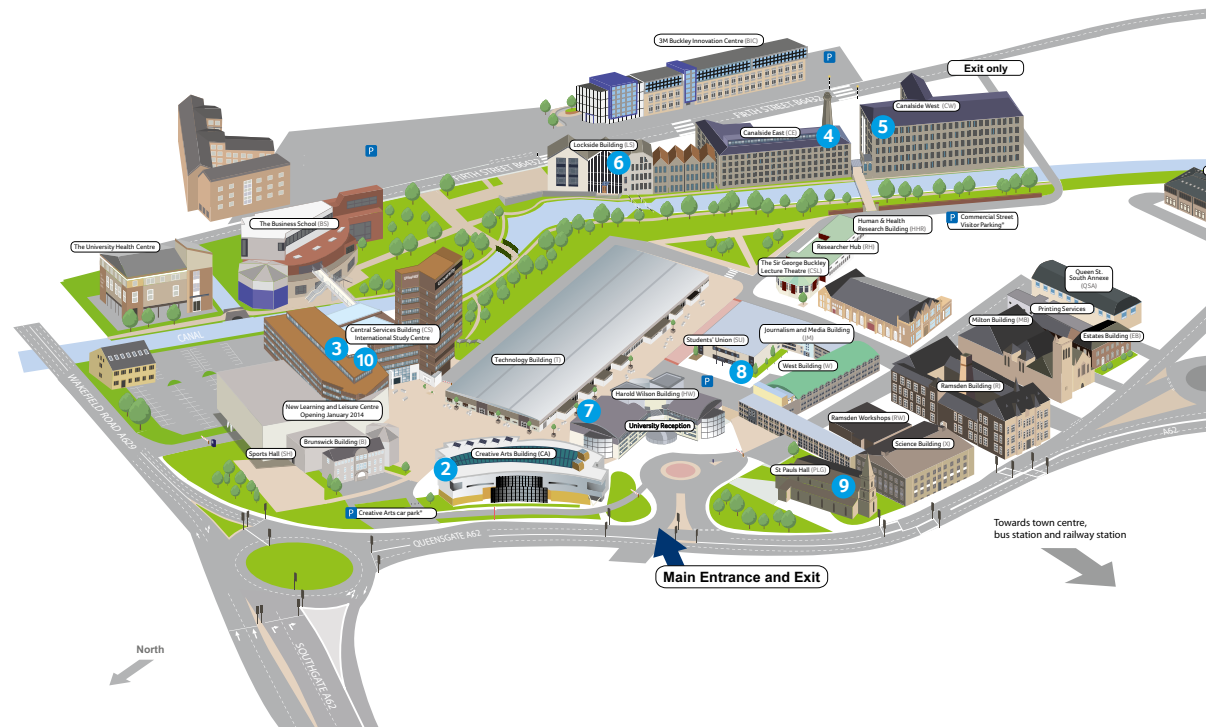 3M Buckley Innovation Centre (BIC)
P
Exit only
FIRTH STREET B6432
Canalside West (CW)
Canalside East (CE)
4
5
Lockside Building (LS)
6
P
FIRTH STREET B6432
The Business School (BS)
The University Health Centre
Human & Health
Research Building (HHR)
P
Commercial Street
Visitor Parking*
Researcher Hub (RH)
The Sir George Buckley
Lecture Theatre (CSL)
Queen St.
South Annexe
(QSA)
Printing Services
Milton Building (MB)
Estates Building (EB)
CANAL
Central Services Building (CS)
International Study Centre
3
10
Technology Building (T)
Students' Union (SU)
Journalism and Media Building
(JM)
West Building (W)
8
P
Harold Wilson Building (HW)
Ramsden Building (R)
WAKEFIELD ROAD A629
New Learning and Leisure Centre
Opening January 2014
7
University Reception
Ramsden Workshops (RW)
Science Building (X)
A62
Brunswick Building (B)
Sports Hall (SH)
Creative Arts Building (CA)
2
St Pauls Hall (PLG)
9
P
Creative Arts car park*
QUEENSGATE A62
Towards town centre,
bus station and railway station
Main Entrance and Exit
North
SOUTHGATE A62